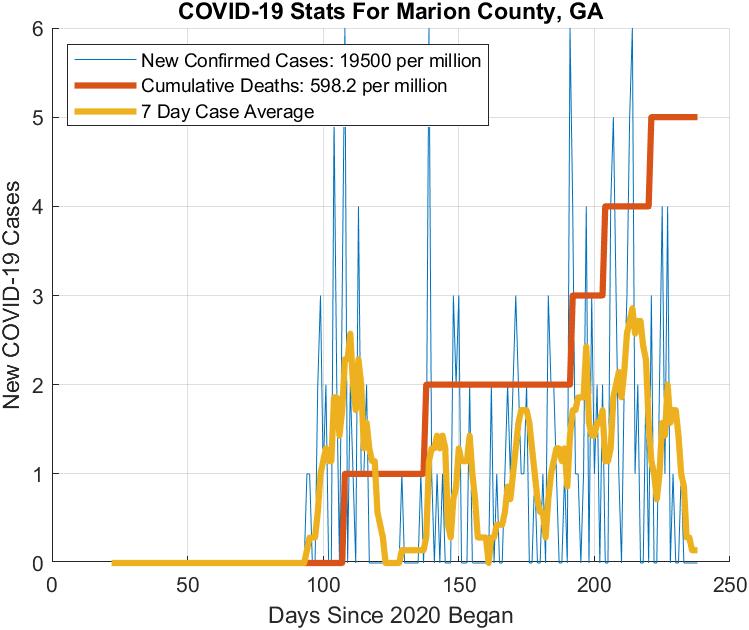 COVID-19 Stats For Marion County, GA
New Confirmed Cases: 19500 per million
Cumulative Deaths: 598.2 per million
7 Day Case Average
New COVID-19 Cases
6
5
4
3
2
1
0
0 50 100 150 200 250
Days Since 2020 Began